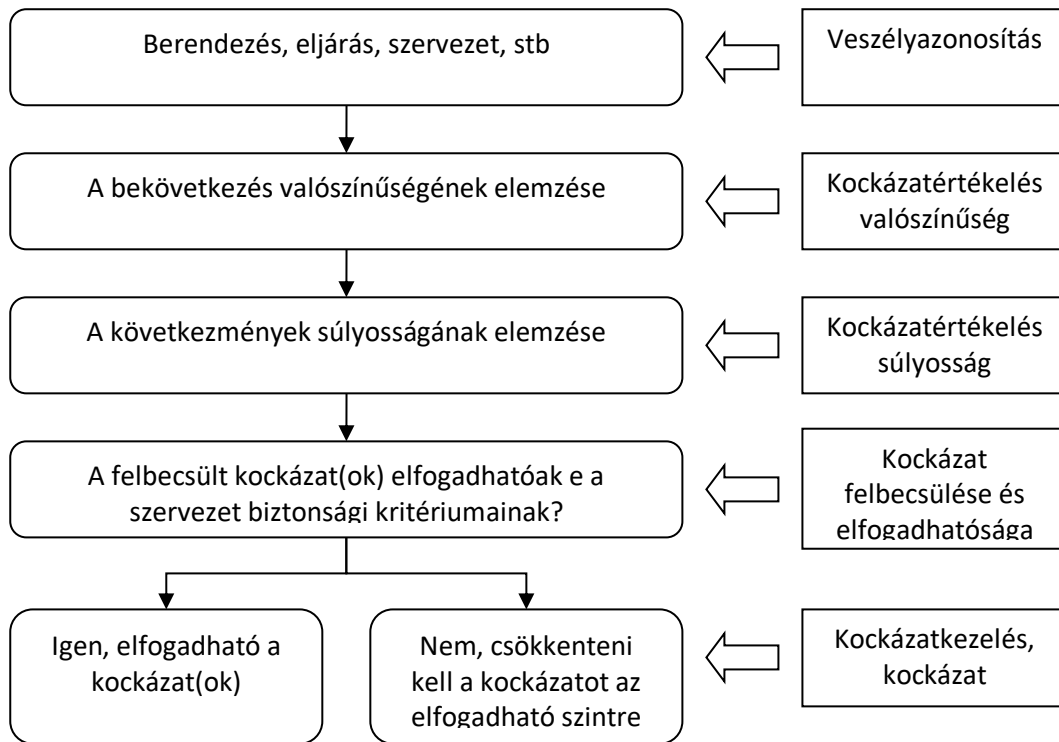 Berendezés, eljárás, szervezet, stb
Veszélyazonosítás
A bekövetkezés valószínűségének elemzése
Kockázatértékelés
valószínűség
A következmények súlyosságának elemzése
Kockázatértékelés
súlyosság
A felbecsült kockázat(ok) elfogadhatóak e a
szervezet biztonsági kritériumainak?
Kockázat
felbecsülése és
elfogadhatósága
Igen, elfogadható a
kockázat(ok)
Nem, csökkenteni
kell a kockázatot az
elfogadható szintre
Kockázatkezelés,
kockázat